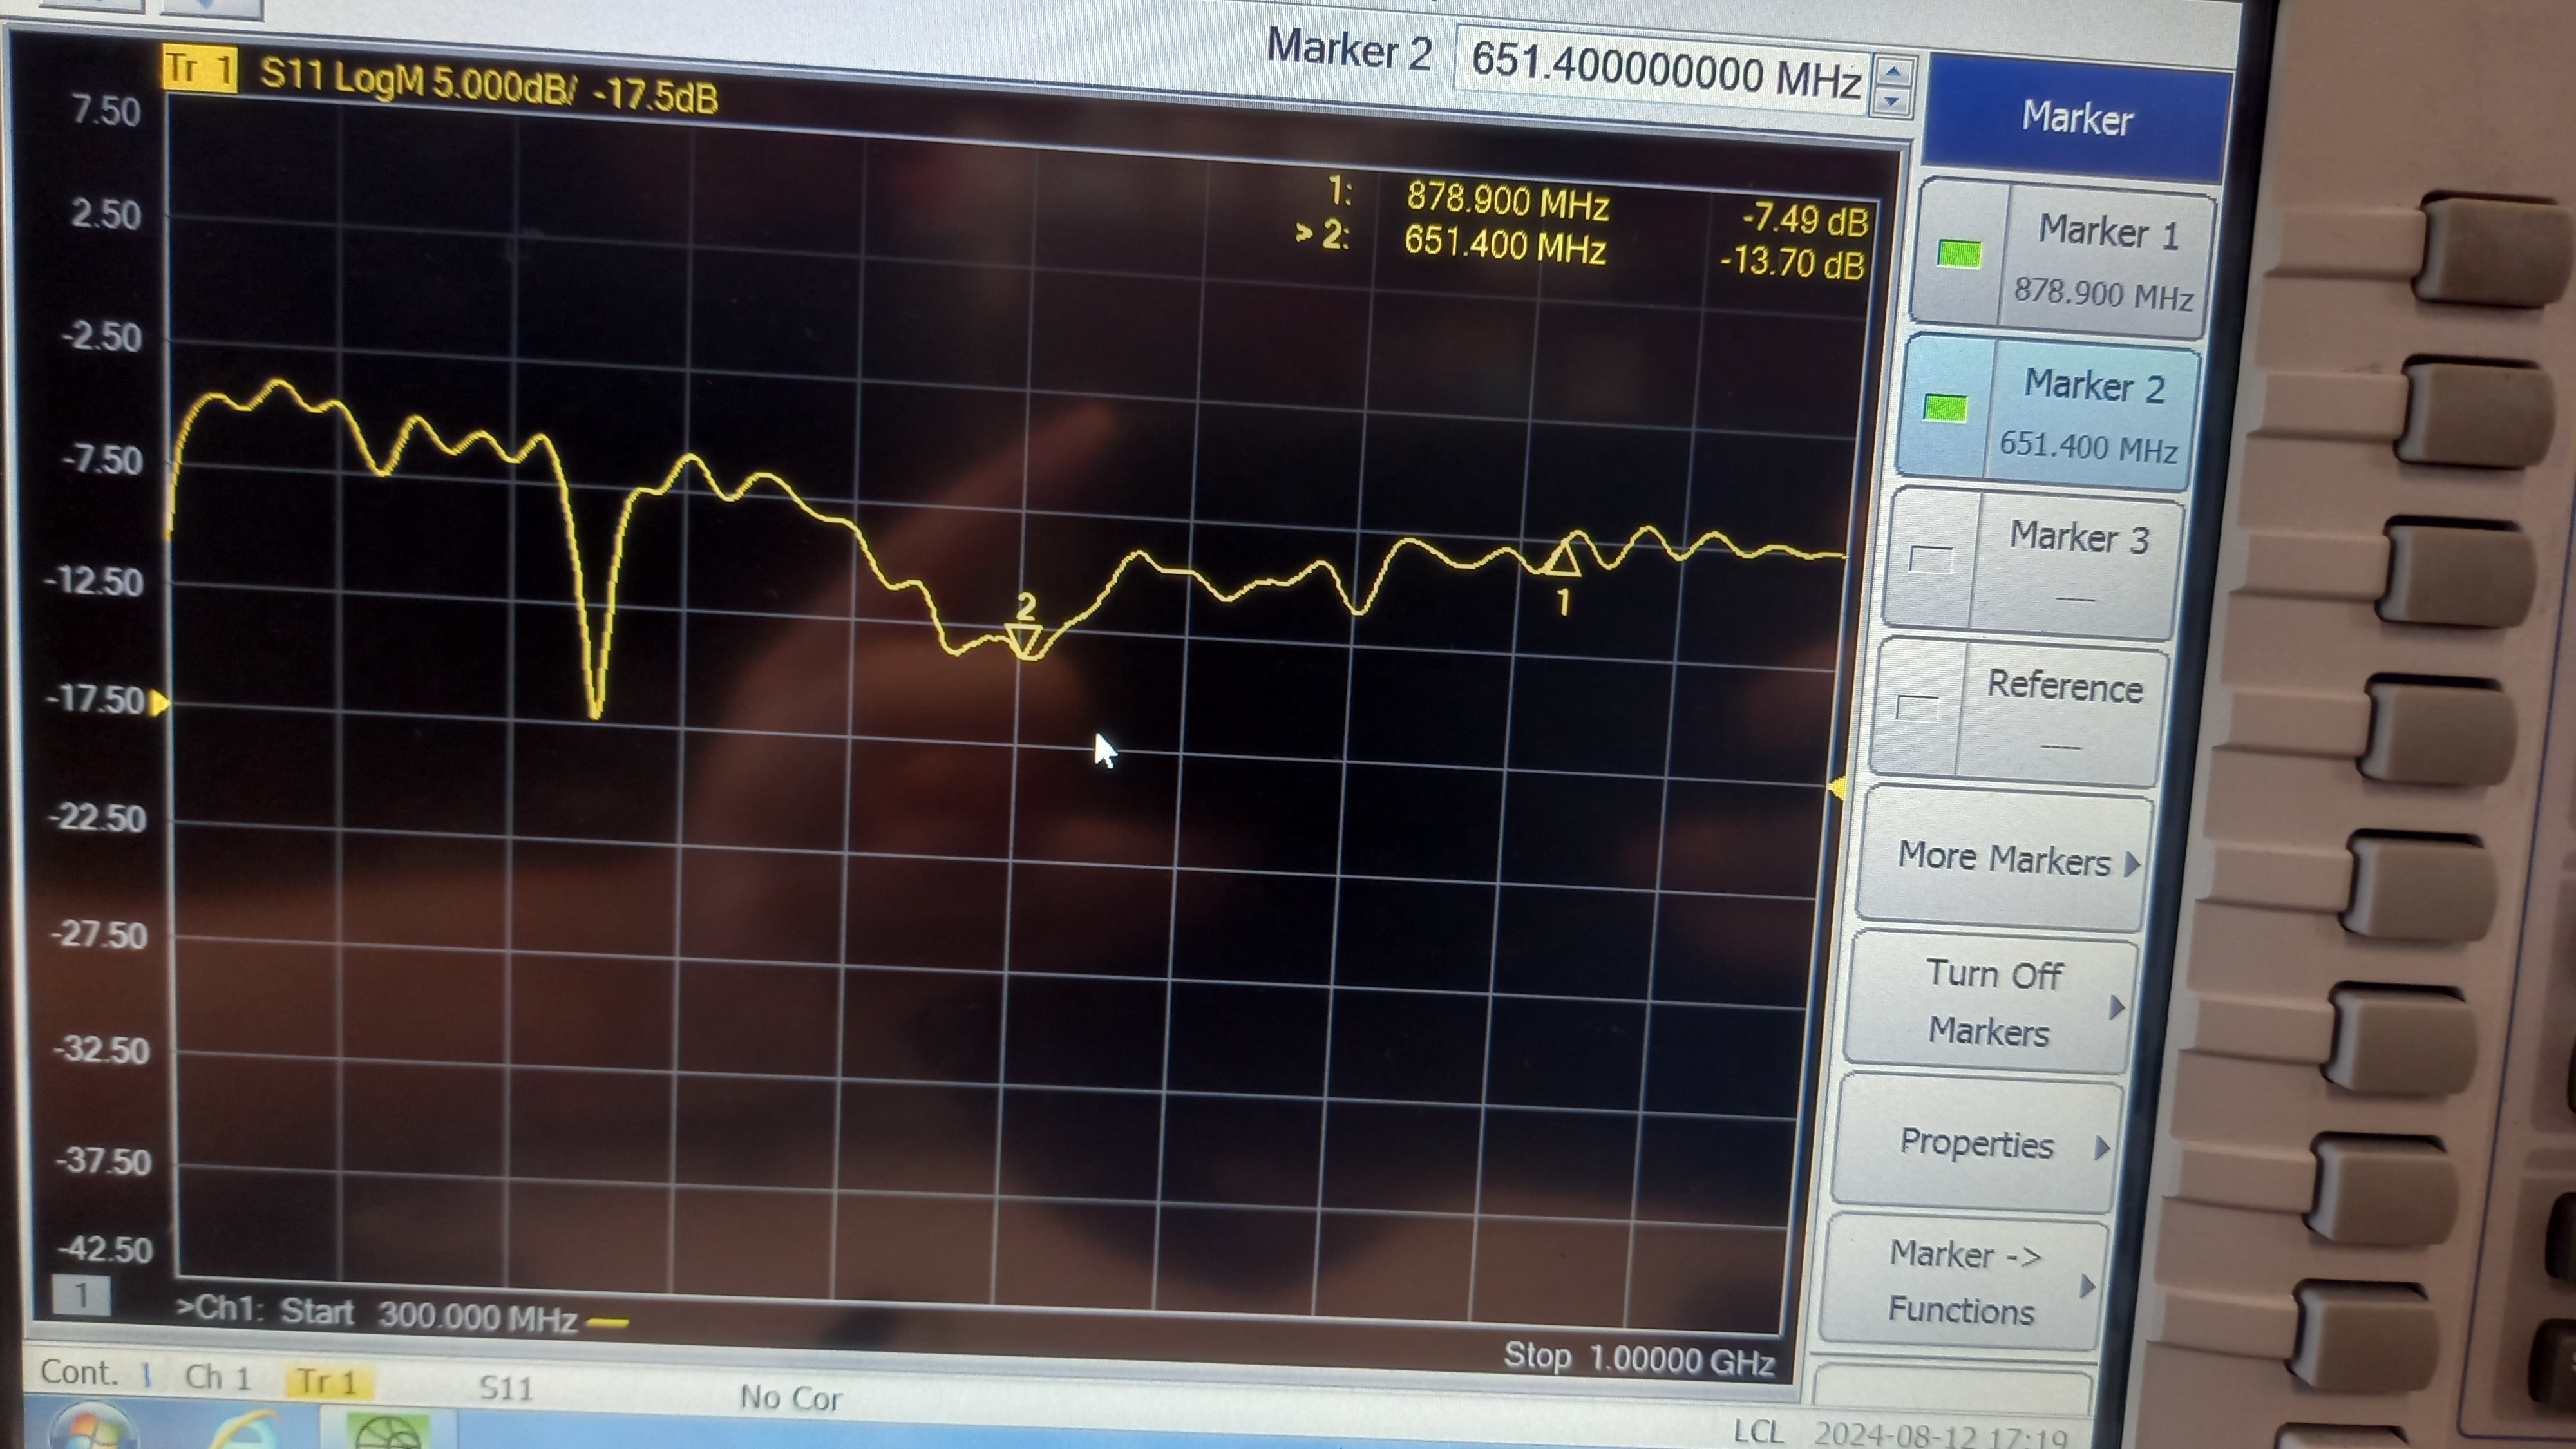 Marker 2 651.400000000 MHz
Tr 1 S11 LogM 5.000dB/ -17.5dB
7.50
2.50
-2.50
-7.50
-12.50
-17.50
-22.50
-27.50
-32.50
-37.50
-42.50
1: 878.900 MHz -7.49 dB
> 2: 651.400 MHz -13.70 dB
2
1
1
>Ch1: Start 300.000 MHz
Stop 1.00000 GHz
Marker
Marker 1
878.900 MHz
Marker 2
651.400 MHz
Marker 3
Reference
More Markers
Turn Off
Markers
Properties
Marker ->
Functions
Cont. Ch 1 Tr 1 S11 No Cor
LCL 2024-08-12 17:19